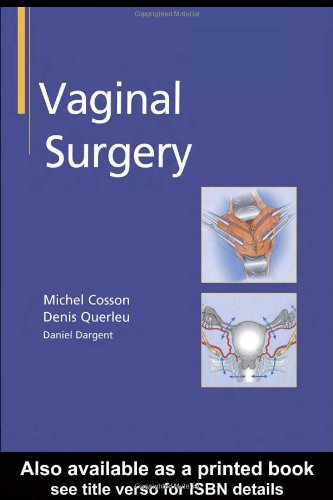 Vaginal
Surgery
Michel Cosson
Denis Querleu
Daniel Dargent
Also available as a printed book
see title verso for ISBN details